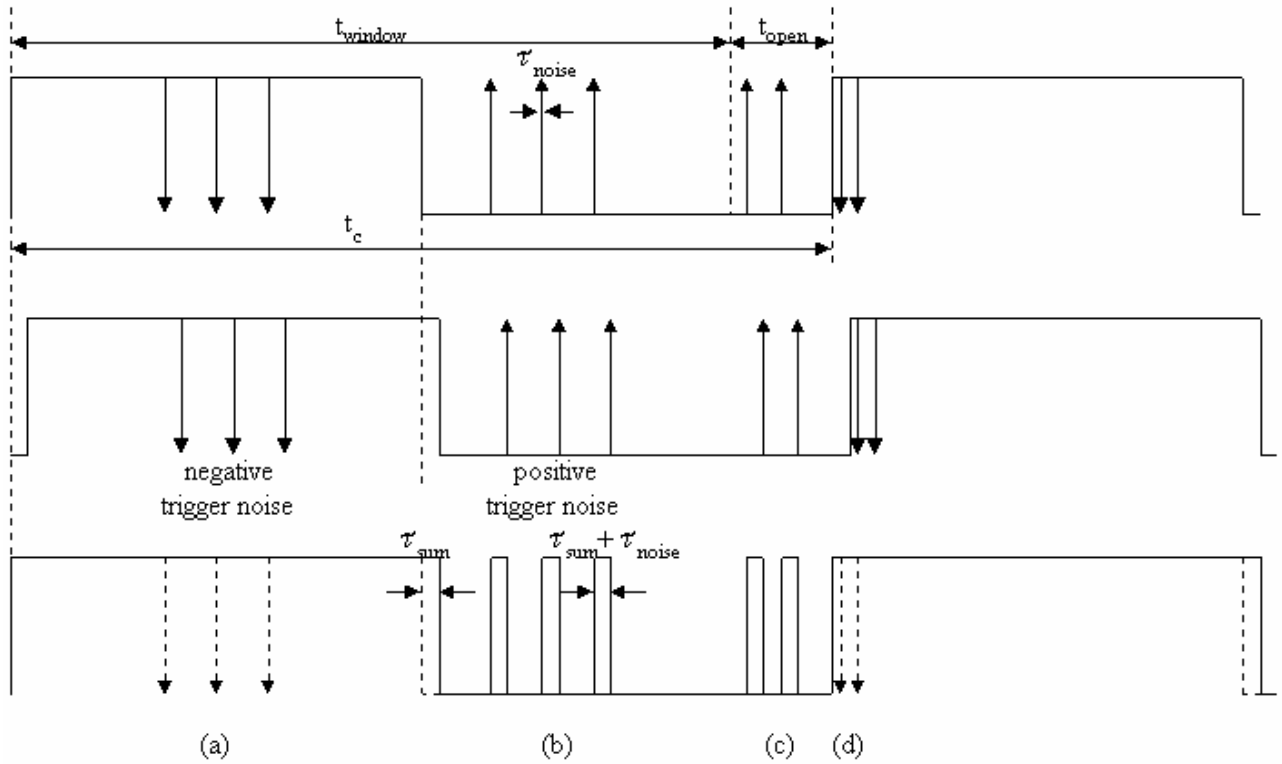 t_window
t_open
τ_noise
t_c
negative
trigger noise
positive
trigger noise
τ_sum
τ_sum + τ_noise
(a)
(b)
(c)
(d)